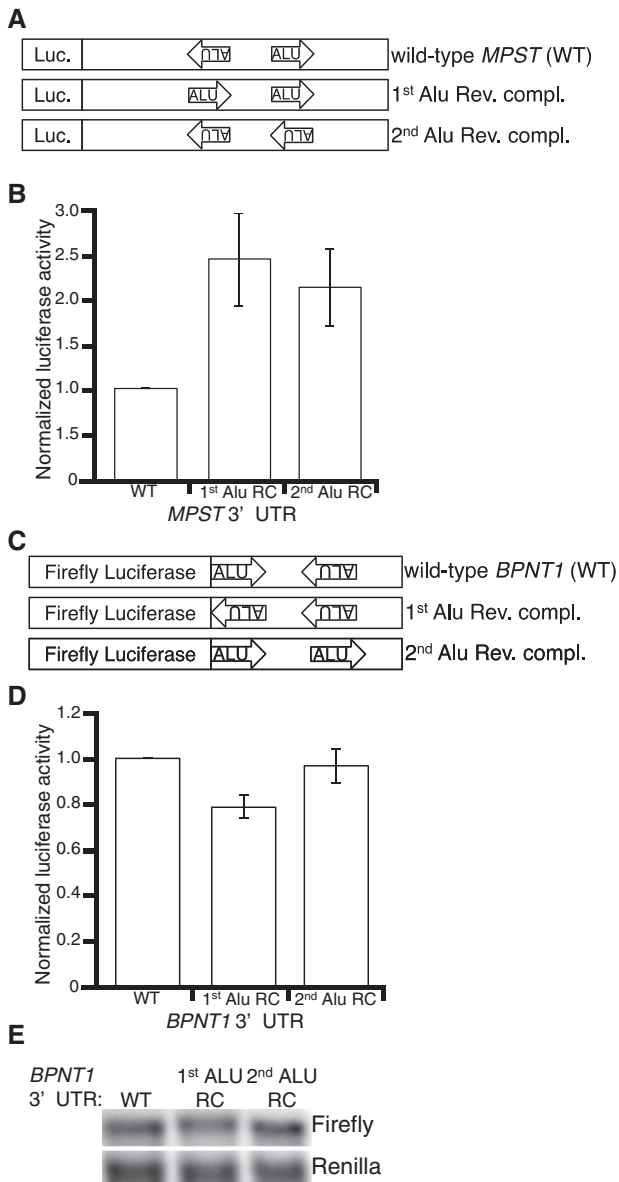 A
Luc. ALU ALU wild-type MPST (WT)
Luc. ALU ALU 1st Alu Rev. compl.
Luc. ALU ALU 2nd Alu Rev. compl.
B
Normalized luciferase activity
3.0
2.5
2.0
1.5
1.0
1.5
0
WT 1st Alu RC 2nd Alu RC
MPST 3' UTR
C
Firefly Luciferase ALU ALU wild-type BPNT1 (WT)
Firefly Luciferase ALU ALU 1st Alu Rev. compl.
Firefly Luciferase ALU ALU 2nd Alu Rev. compl.
D
Normalized luciferase activity
1.2
1.0
0.8
0.6
0.4
0.2
0
WT 1st Alu RC 2nd Alu RC
BPNT1 3' UTR
E
BPNT1 1st ALU 2nd ALU
3' UTR: WT RC RC
Firefly
Renilla